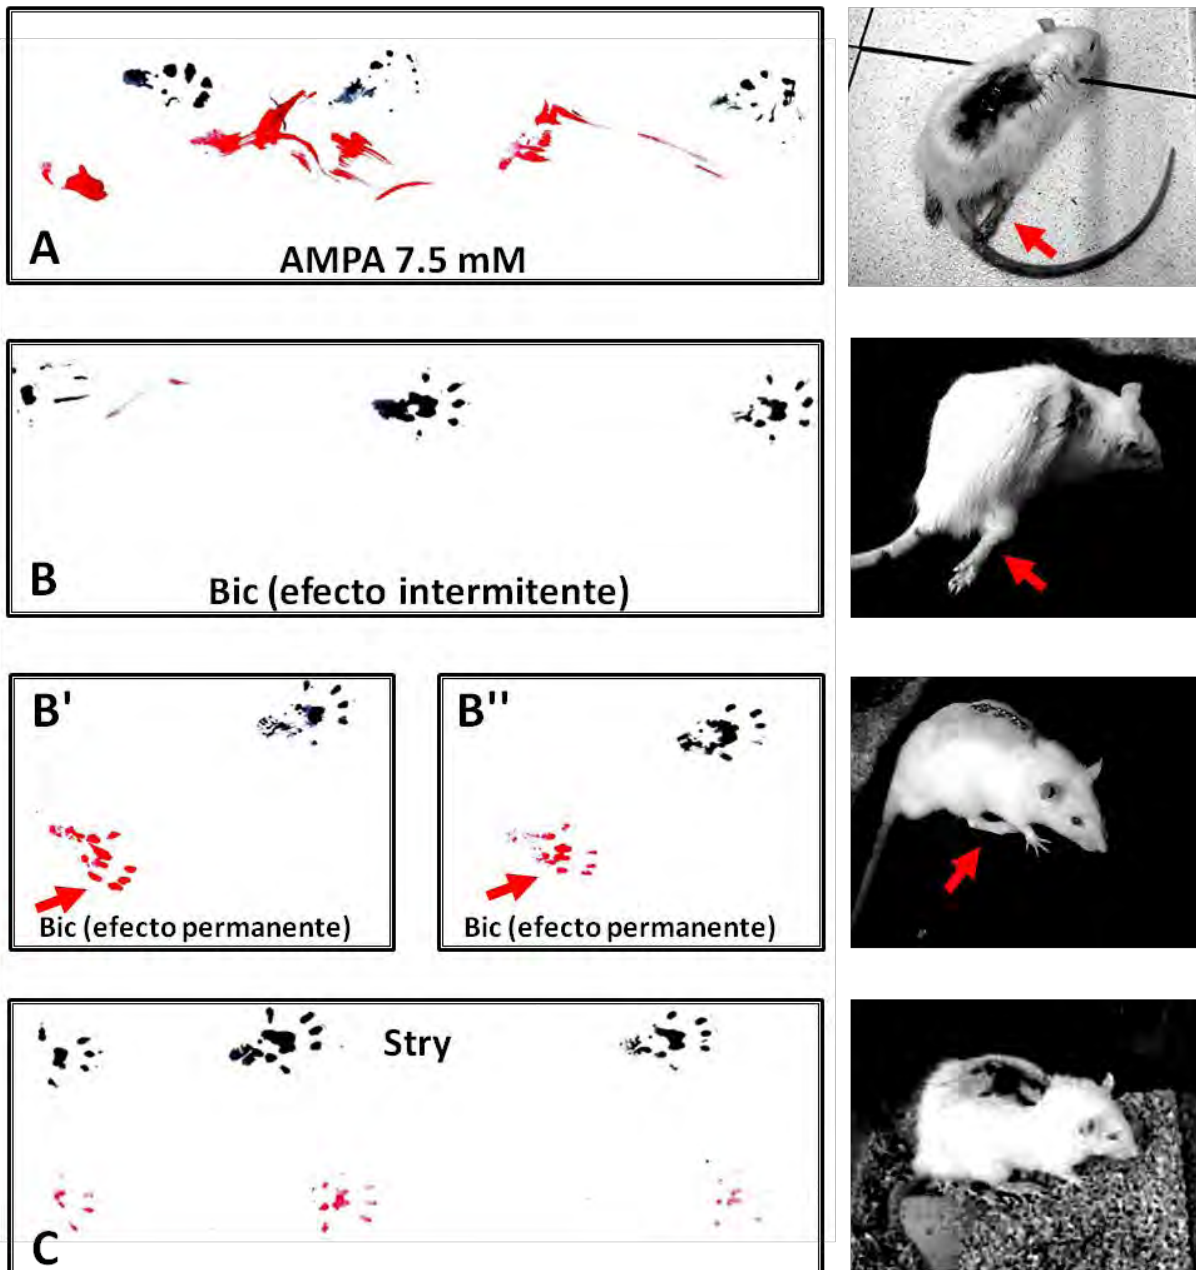 A
AMPA 7.5 mM
B
Bic (efecto intermitente)
B'
Bic (efecto permanente)
B''
Bic (efecto permanente)
Stry
C